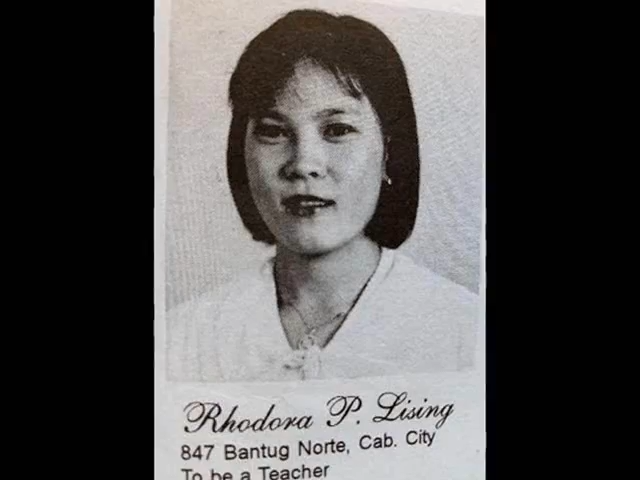 Rhodora P. Lising
847 Bantug Norte, Cab. City
To be a Teacher